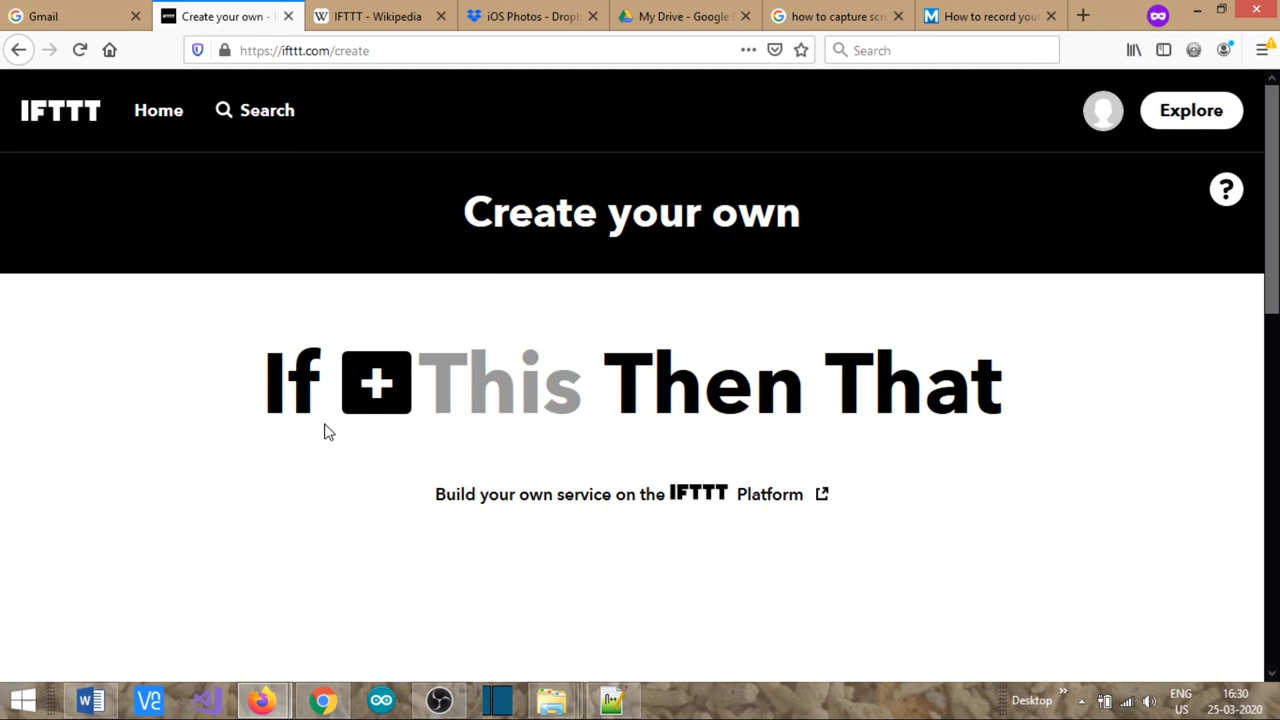 Gmail
Create your own - I
IFTTT - Wikipedia
iOS Photos - Dropb
My Drive - Google D
how to capture scr
How to record you
https://ifttt.com/create
Search
IFTTT
Home
Search
Explore
?
Create your own
If + This Then That
Build your own service on the IFTTT Platform
Desktop
ENG
US
16:30
25-03-2020